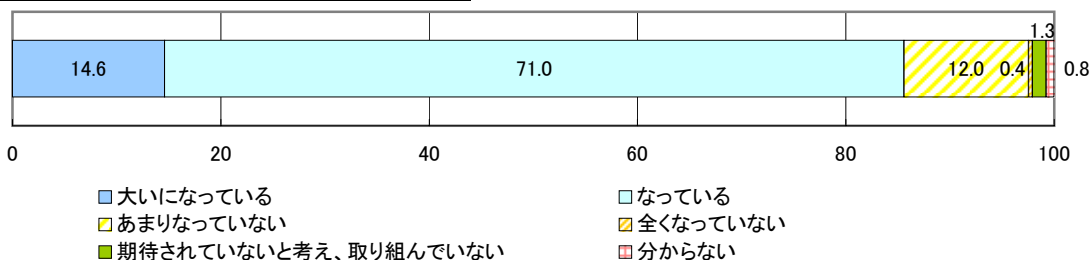 1.3
14.6 71.0 12.0 0.4 0.8
0 20 40 60 80 100
大いになっている なっている
あまりなっていない 全くなっていない
期待されていないと考え、取り組んでいない 分からない